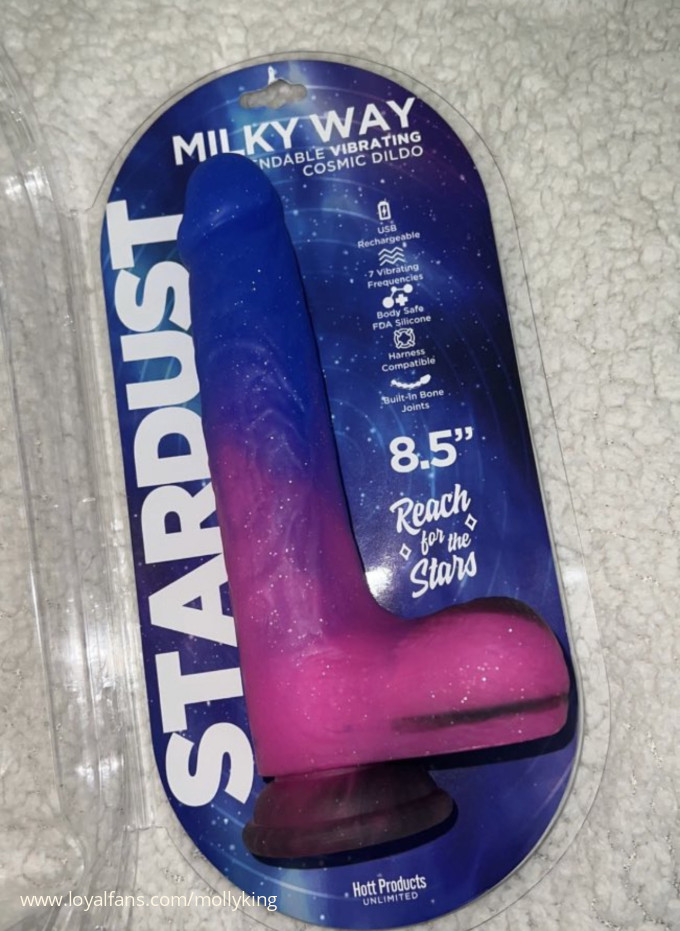 MILKY WAY
VIBRATING
COSMIC DILDO
STARDUST
USB
Rechargeable
7 Vibrating
Frequencies
Body Safe
FDA Silicone
Harness
Compatible
Built-In Bone
Joints
8.5”
Reach
for the
Stars
Hott Products
UNLIMITED
www.loyalfans.com/mollyking